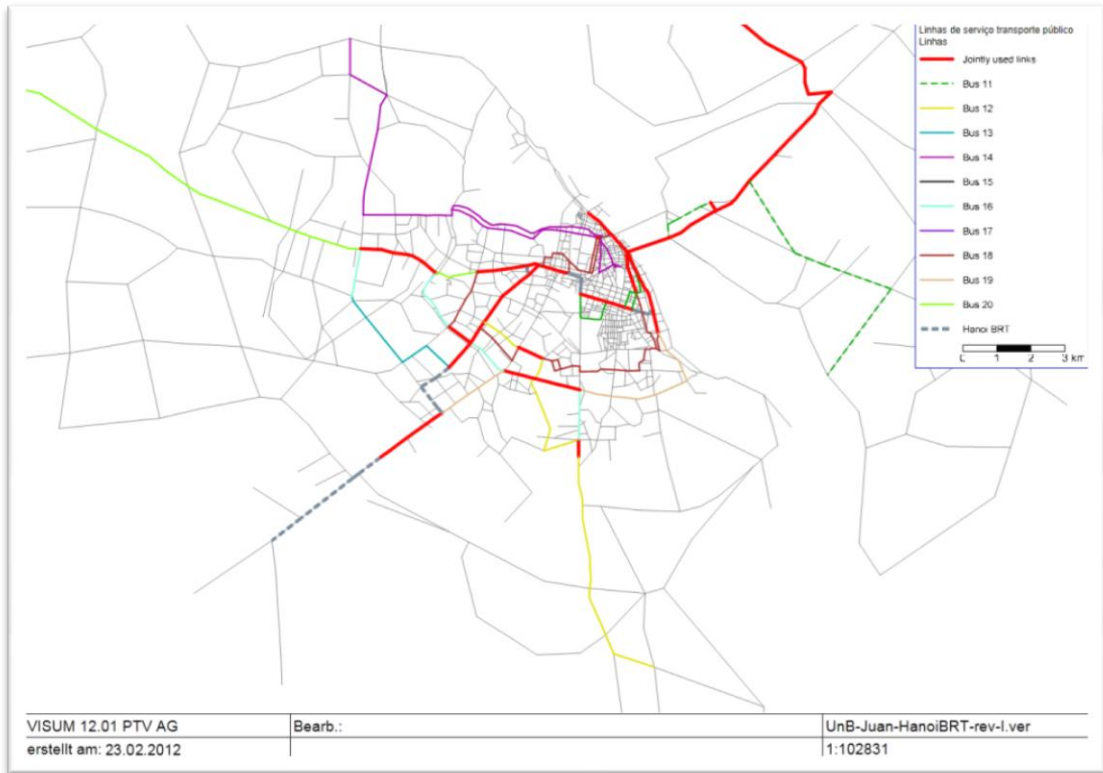 Linhas de serviço transporte público
Linhas
Jointly used links
Bus 11
Bus 12
Bus 13
Bus 14
Bus 15
Bus 16
Bus 17
Bus 18
Bus 19
Bus 20
Hanoi BRT
0 1 2 3 km
VISUM 12.01 PTV AG
Bearb.:
UnB-Juan-HanoiBRT-rev-I.ver
erstellt am: 23.02.2012
1:102831